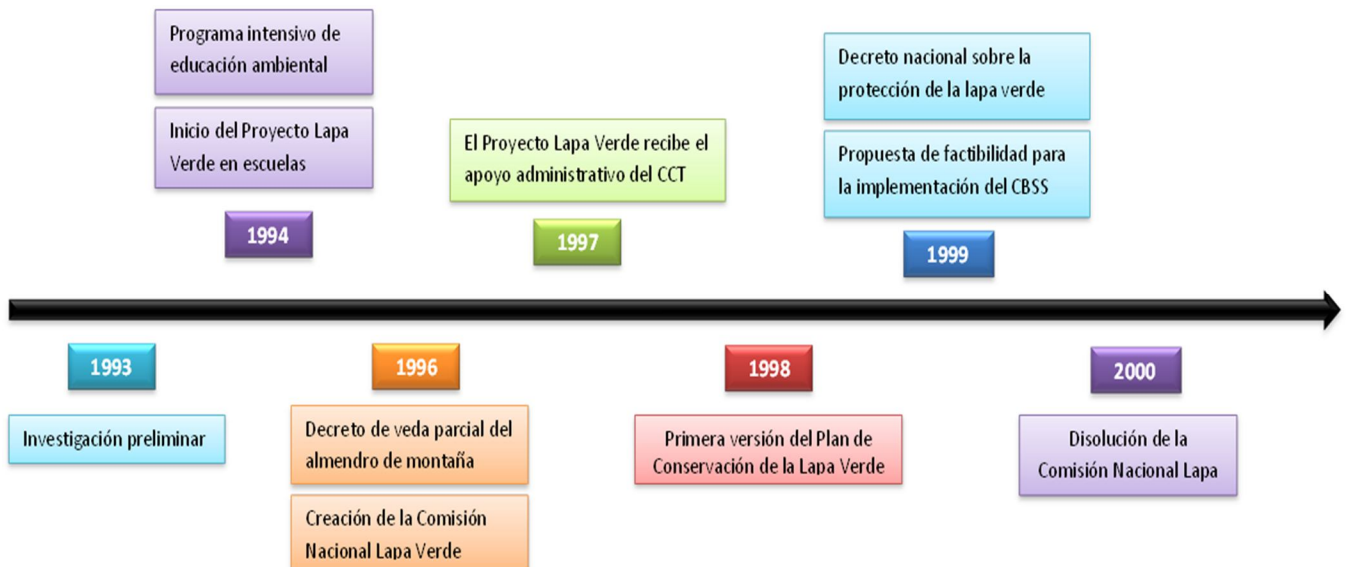 Programa intensivo de
educación ambiental
Inicio del Proyecto Lapa
Verde en escuelas
1994
El Proyecto Lapa Verde recibe el
apoyo administrativo del CCT
1997
Decreto nacional sobre la
protección de la lapa verde
Propuesta de factibilidad para
la implementación del CBSS
1999
1993
Investigación preliminar
1996
Decreto de veda parcial del
almendro de montaña
Creación de la Comisión
Nacional Lapa Verde
1998
Primera versión del Plan de
Conservación de la Lapa Verde
2000
Disolución de la
Comisión Nacional Lapa